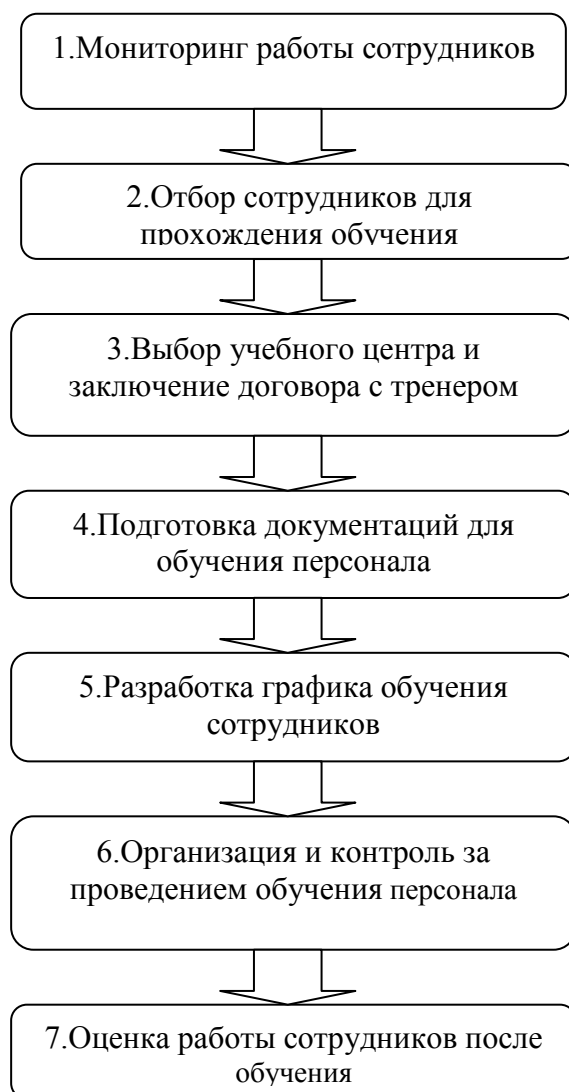 1.Мониторинг работы сотрудников
2.Отбор сотрудников для
прохождения обучения
3.Выбор учебного центра и
заключение договора с тренером
4.Подготовка документаций для
обучения персонала
5.Разработка графика обучения
сотрудников
6.Организация и контроль за
проведением обучения персонала
7.Оценка работы сотрудников после
обучения